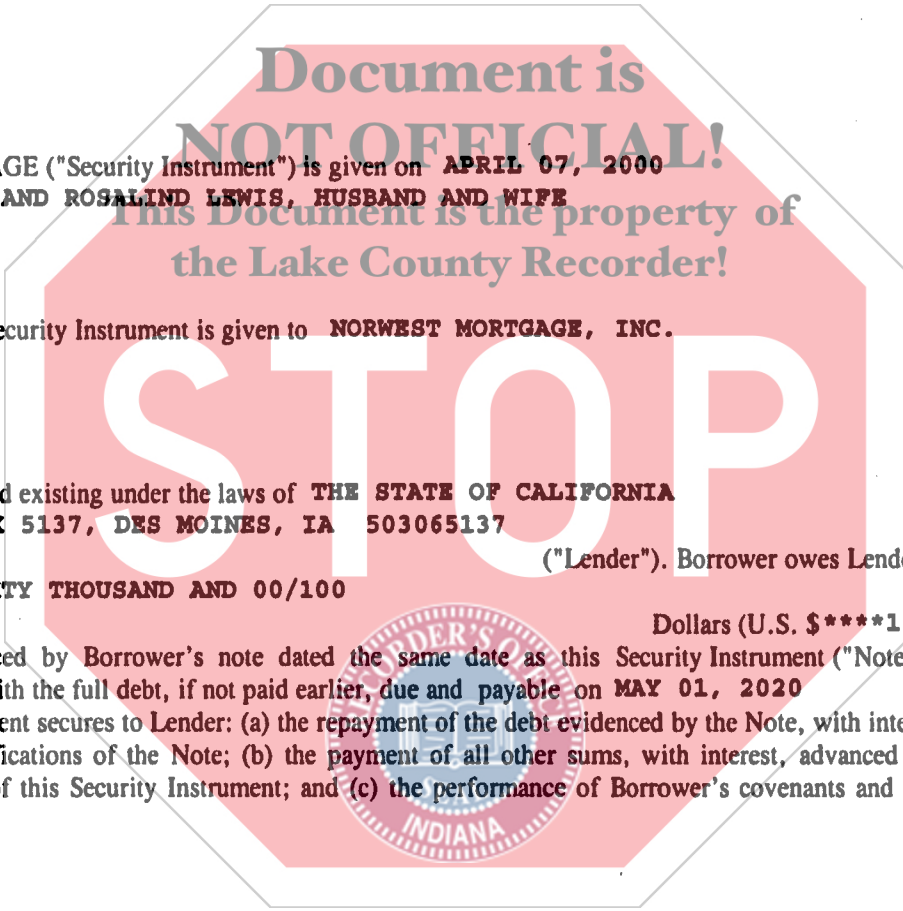 Document is
NOT OFFICIAL!
AGE ("Security Instrument") is given on APRIL 07, 2000
AND ROSALIND LEWIS, HUSBAND AND WIFE
This Document is the property of
the Lake County Recorder!
ecurity Instrument is given to NORWEST MORTGAGE, INC.
STOP
d existing under the laws of THE STATE OF CALIFORNIA
5137, DES MOINES, IA 503065137
("Lender"). Borrower owes Lende
TY THOUSAND AND 00/100
Dollars (U.S. $****1
ced by Borrower's note dated the same date as this Security Instrument ("Note
ith the full debt, if not paid earlier, due and payable on MAY 01, 2020
ent secures to Lender: (a) the repayment of the debt evidenced by the Note, with inte
fications of the Note; (b) the payment of all other sums, with interest, advanced
f this Security Instrument; and (c) the performance of Borrower's covenants and
RECORDER'S OFFICE
SEAL
INDIANA